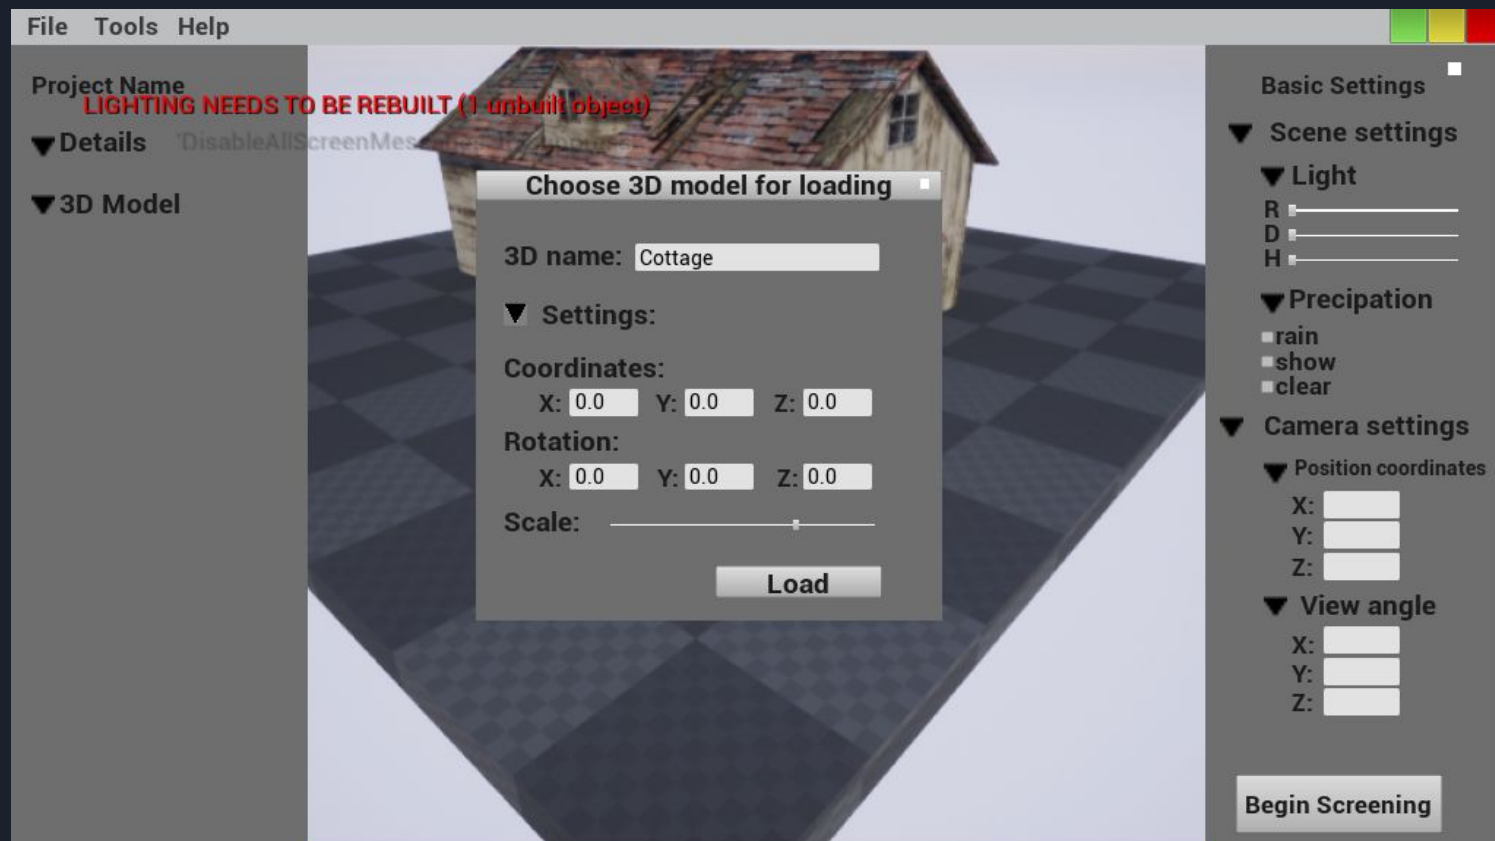 File Tools Help
Project Name
LIGHTING NEEDS TO BE REBUILT (1 unbuilt object)
Details
'DisableAllScreenMes
3D Model
Choose 3D model for loading
3D name: Cottage
Settings:
Coordinates:
X: 0.0 Y: 0.0 Z: 0.0
Rotation:
X: 0.0 Y: 0.0 Z: 0.0
Scale:
Load
Basic Settings
Scene settings
Light
R
D
H
Precipation
rain
show
clear
Camera settings
Position coordinates
X:
Y:
Z:
View angle
X:
Y:
Z:
Begin Screening